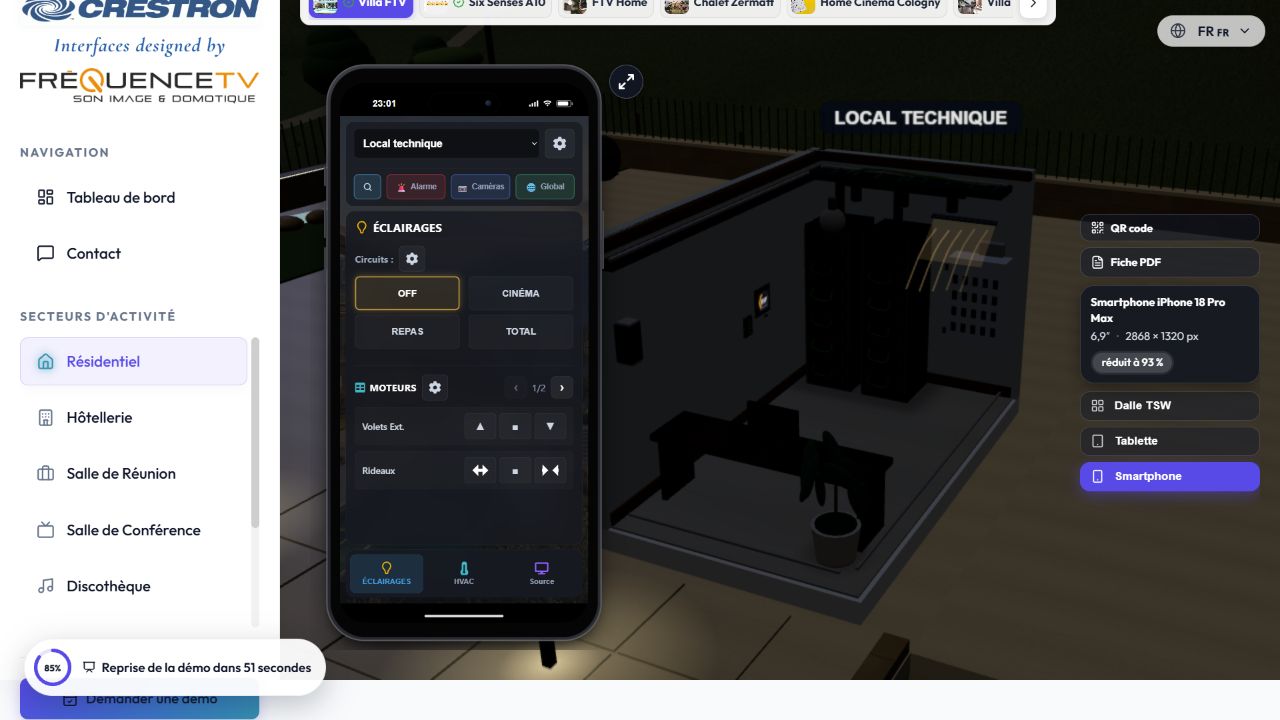 CRESTRON
Interfaces designed by
FRÉQUENCETV
SON IMAGE & DOMOTIQUE
NAVIGATION
Tableau de bord
Contact
SECTEURS D'ACTIVITÉ
Résidentiel
Hôtellerie
Salle de Réunion
Salle de Conférence
Discothèque
85%
Reprise de la démo dans 51 secondes
Demander une démo
Villa FTV
Six Senses A10
FTV Home
Chalet Zermatt
Home Cinema Cologny
Villa
FR FR
23:01
Local technique
Alarme
Caméras
Global
ÉCLAIRAGES
Circuits :
OFF
CINÉMA
REPAS
TOTAL
MOTEURS
1/2
Volets Ext.
Rideaux
ÉCLAIRAGES
HVAC
Source
LOCAL TECHNIQUE
QR code
Fiche PDF
Smartphone iPhone 18 Pro
Max
6,9" · 2868 × 1320 px
réduit à 93 %
Dalle TSW
Tablette
Smartphone